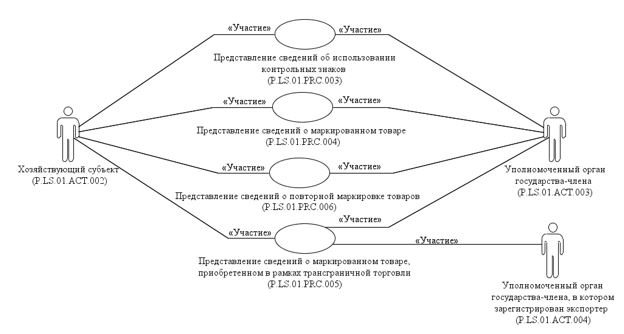 «Участие» «Участие»
Представление сведений об использовании
контрольных знаков
(P.LS.01.PRC.003)
«Участие» «Участие»
Представление сведений о маркированном товаре
(P.LS.01.PRC.004)
Хозяйствующий субъект
(P.LS.01.ACT.002)
«Участие» «Участие»
Представление сведений о повторной маркировке товаров
(P.LS.01.PRC.006)
Уполномоченный орган
государства-члена
(P.LS.01.ACT.003)
«Участие» «Участие»
«Участие»
Представление сведений о маркированном товаре,
приобретенном в рамках трансграничной торговли
(P.LS.01.PRC.005)
Уполномоченный орган
государства-члена, в котором
зарегистрирован экспортер
(P.LS.01.ACT.004)